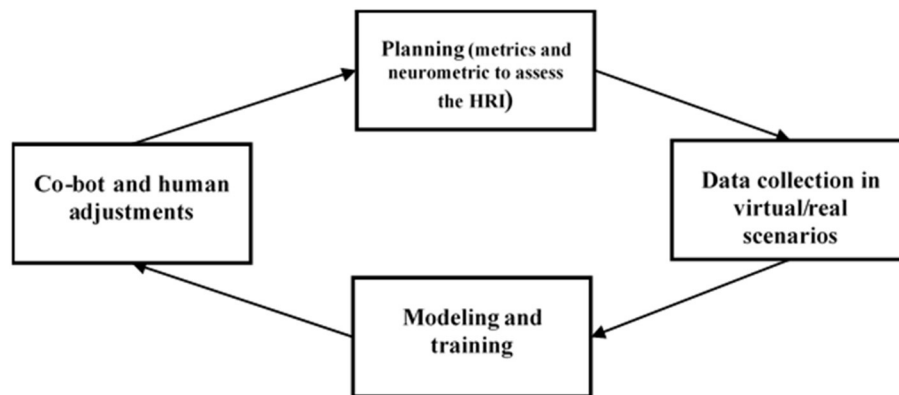 Planning (metrics and
neurometric to assess
the HRI)
Co-bot and human
adjustments
Data collection in
virtual/real
scenarios
Modeling and
training